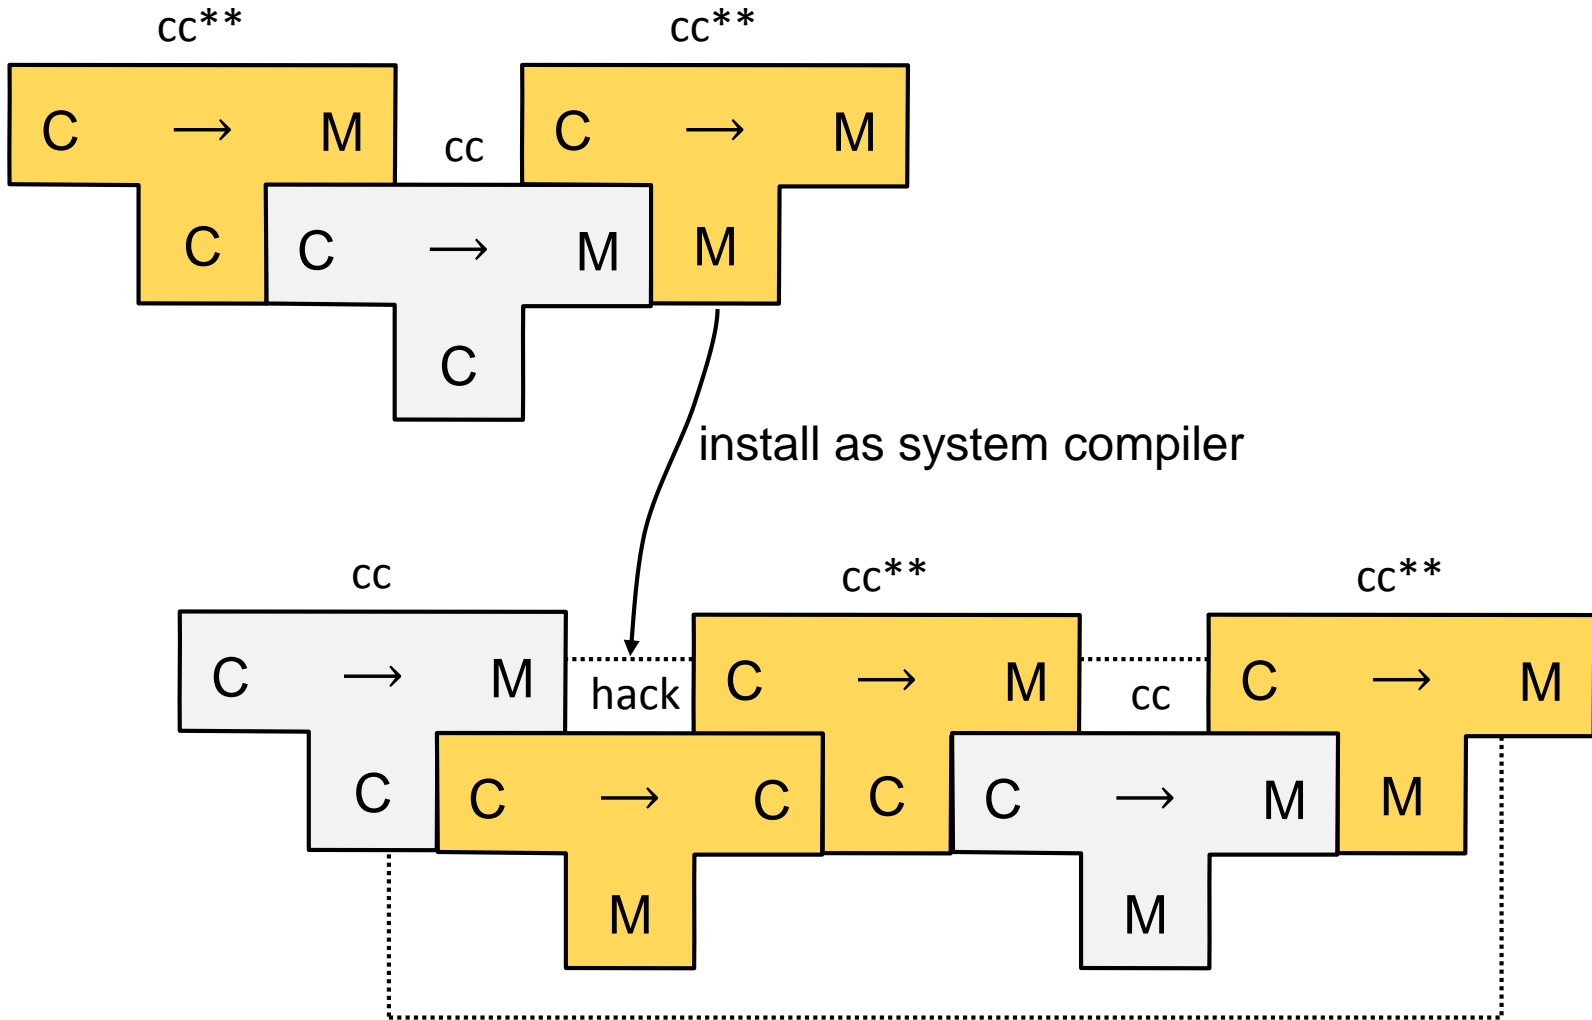 cc** cc**
C → M cc C → M
C C → M M
C
install as system compiler
cc cc** cc**
C → M hack C → M cc C → M
C C → C C C → M M
M M